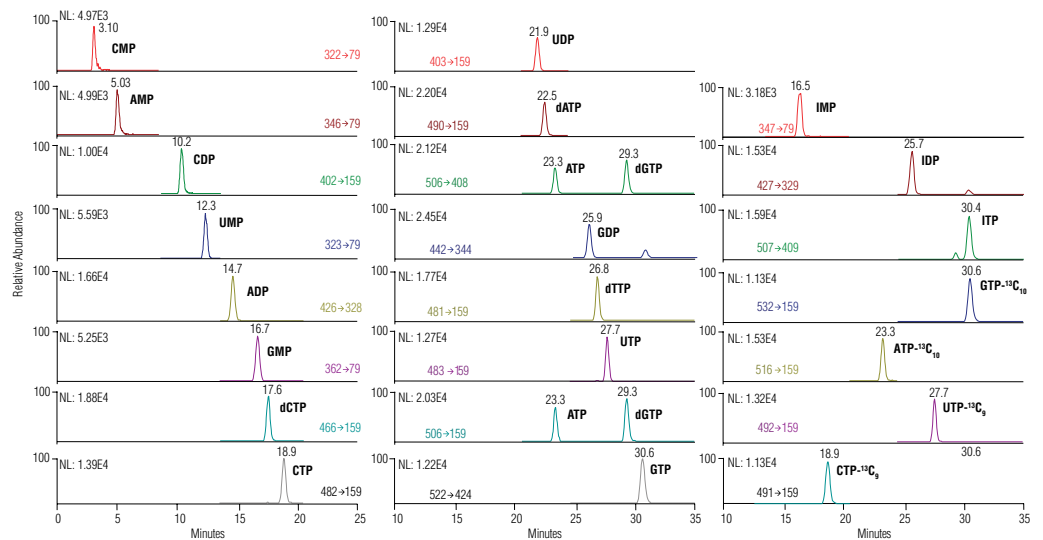 Relative Abundance
100
NL: 4.97E3
3.10
CMP
322→79
100
NL: 4.99E3
5.03
AMP
346→79
100
NL: 1.00E4
10.2
CDP
402→159
100
NL: 5.59E3
12.3
UMP
323→79
100
NL: 1.66E4
14.7
ADP
426→328
100
NL: 5.25E3
16.7
GMP
362→79
100
NL: 1.88E4
17.6
dCTP
466→159
100
NL: 1.39E4
18.9
CTP
482→159
0 5 10 15 20 25
Minutes
100
NL: 1.29E4
21.9
UDP
403→159
100
NL: 2.20E4
22.5
dATP
490→159
100
NL: 2.12E4
23.3
ATP
29.3
dGTP
506→408
100
NL: 2.45E4
25.9
GDP
442→344
100
NL: 1.77E4
26.8
dTTP
481→159
100
NL: 1.27E4
27.7
UTP
483→159
100
NL: 2.03E4
23.3
ATP
29.3
dGTP
506→159
100
NL: 1.22E4
30.6
GTP
522→424
10 15 20 25 30 35
Minutes
100
NL: 3.18E3
16.5
IMP
347→79
100
NL: 1.53E4
25.7
IDP
427→329
100
NL: 1.59E4
30.4
ITP
507→409
100
NL: 1.13E4
30.6
GTP-¹³C₁₀
532→159
100
NL: 1.53E4
23.3
ATP-¹³C₁₀
516→159
100
NL: 1.32E4
27.7
UTP-¹³C₉
492→159
30.6
100
NL: 1.13E4
18.9
CTP-¹³C₉
491→159
10 15 20 25 30 35
Minutes